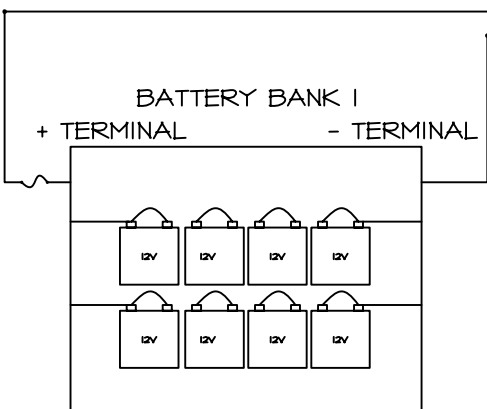 BATTERY BANK 1
+ TERMINAL - TERMINAL
12V 12V 12V 12V
12V 12V 12V 12V